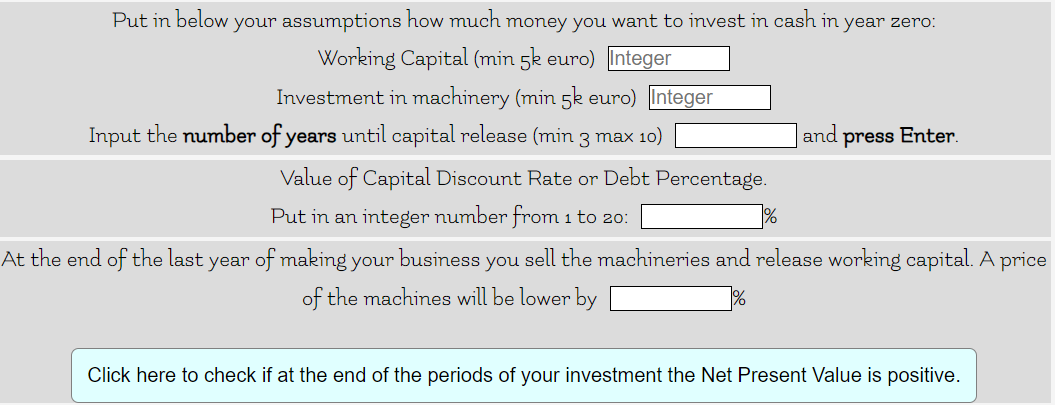 Put in below your assumptions how much money you want to invest in cash in year zero:
Working Capital (min 5k euro) Integer
Investment in machinery (min 5k euro) Integer
Input the number of years until capital release (min 3 max 10) and press Enter.
Value of Capital Discount Rate or Debt Percentage.
Put in an integer number from 1 to 20: %
At the end of the last year of making your business you sell the machineries and release working capital. A price
of the machines will be lower by %
Click here to check if at the end of the periods of your investment the Net Present Value is positive.